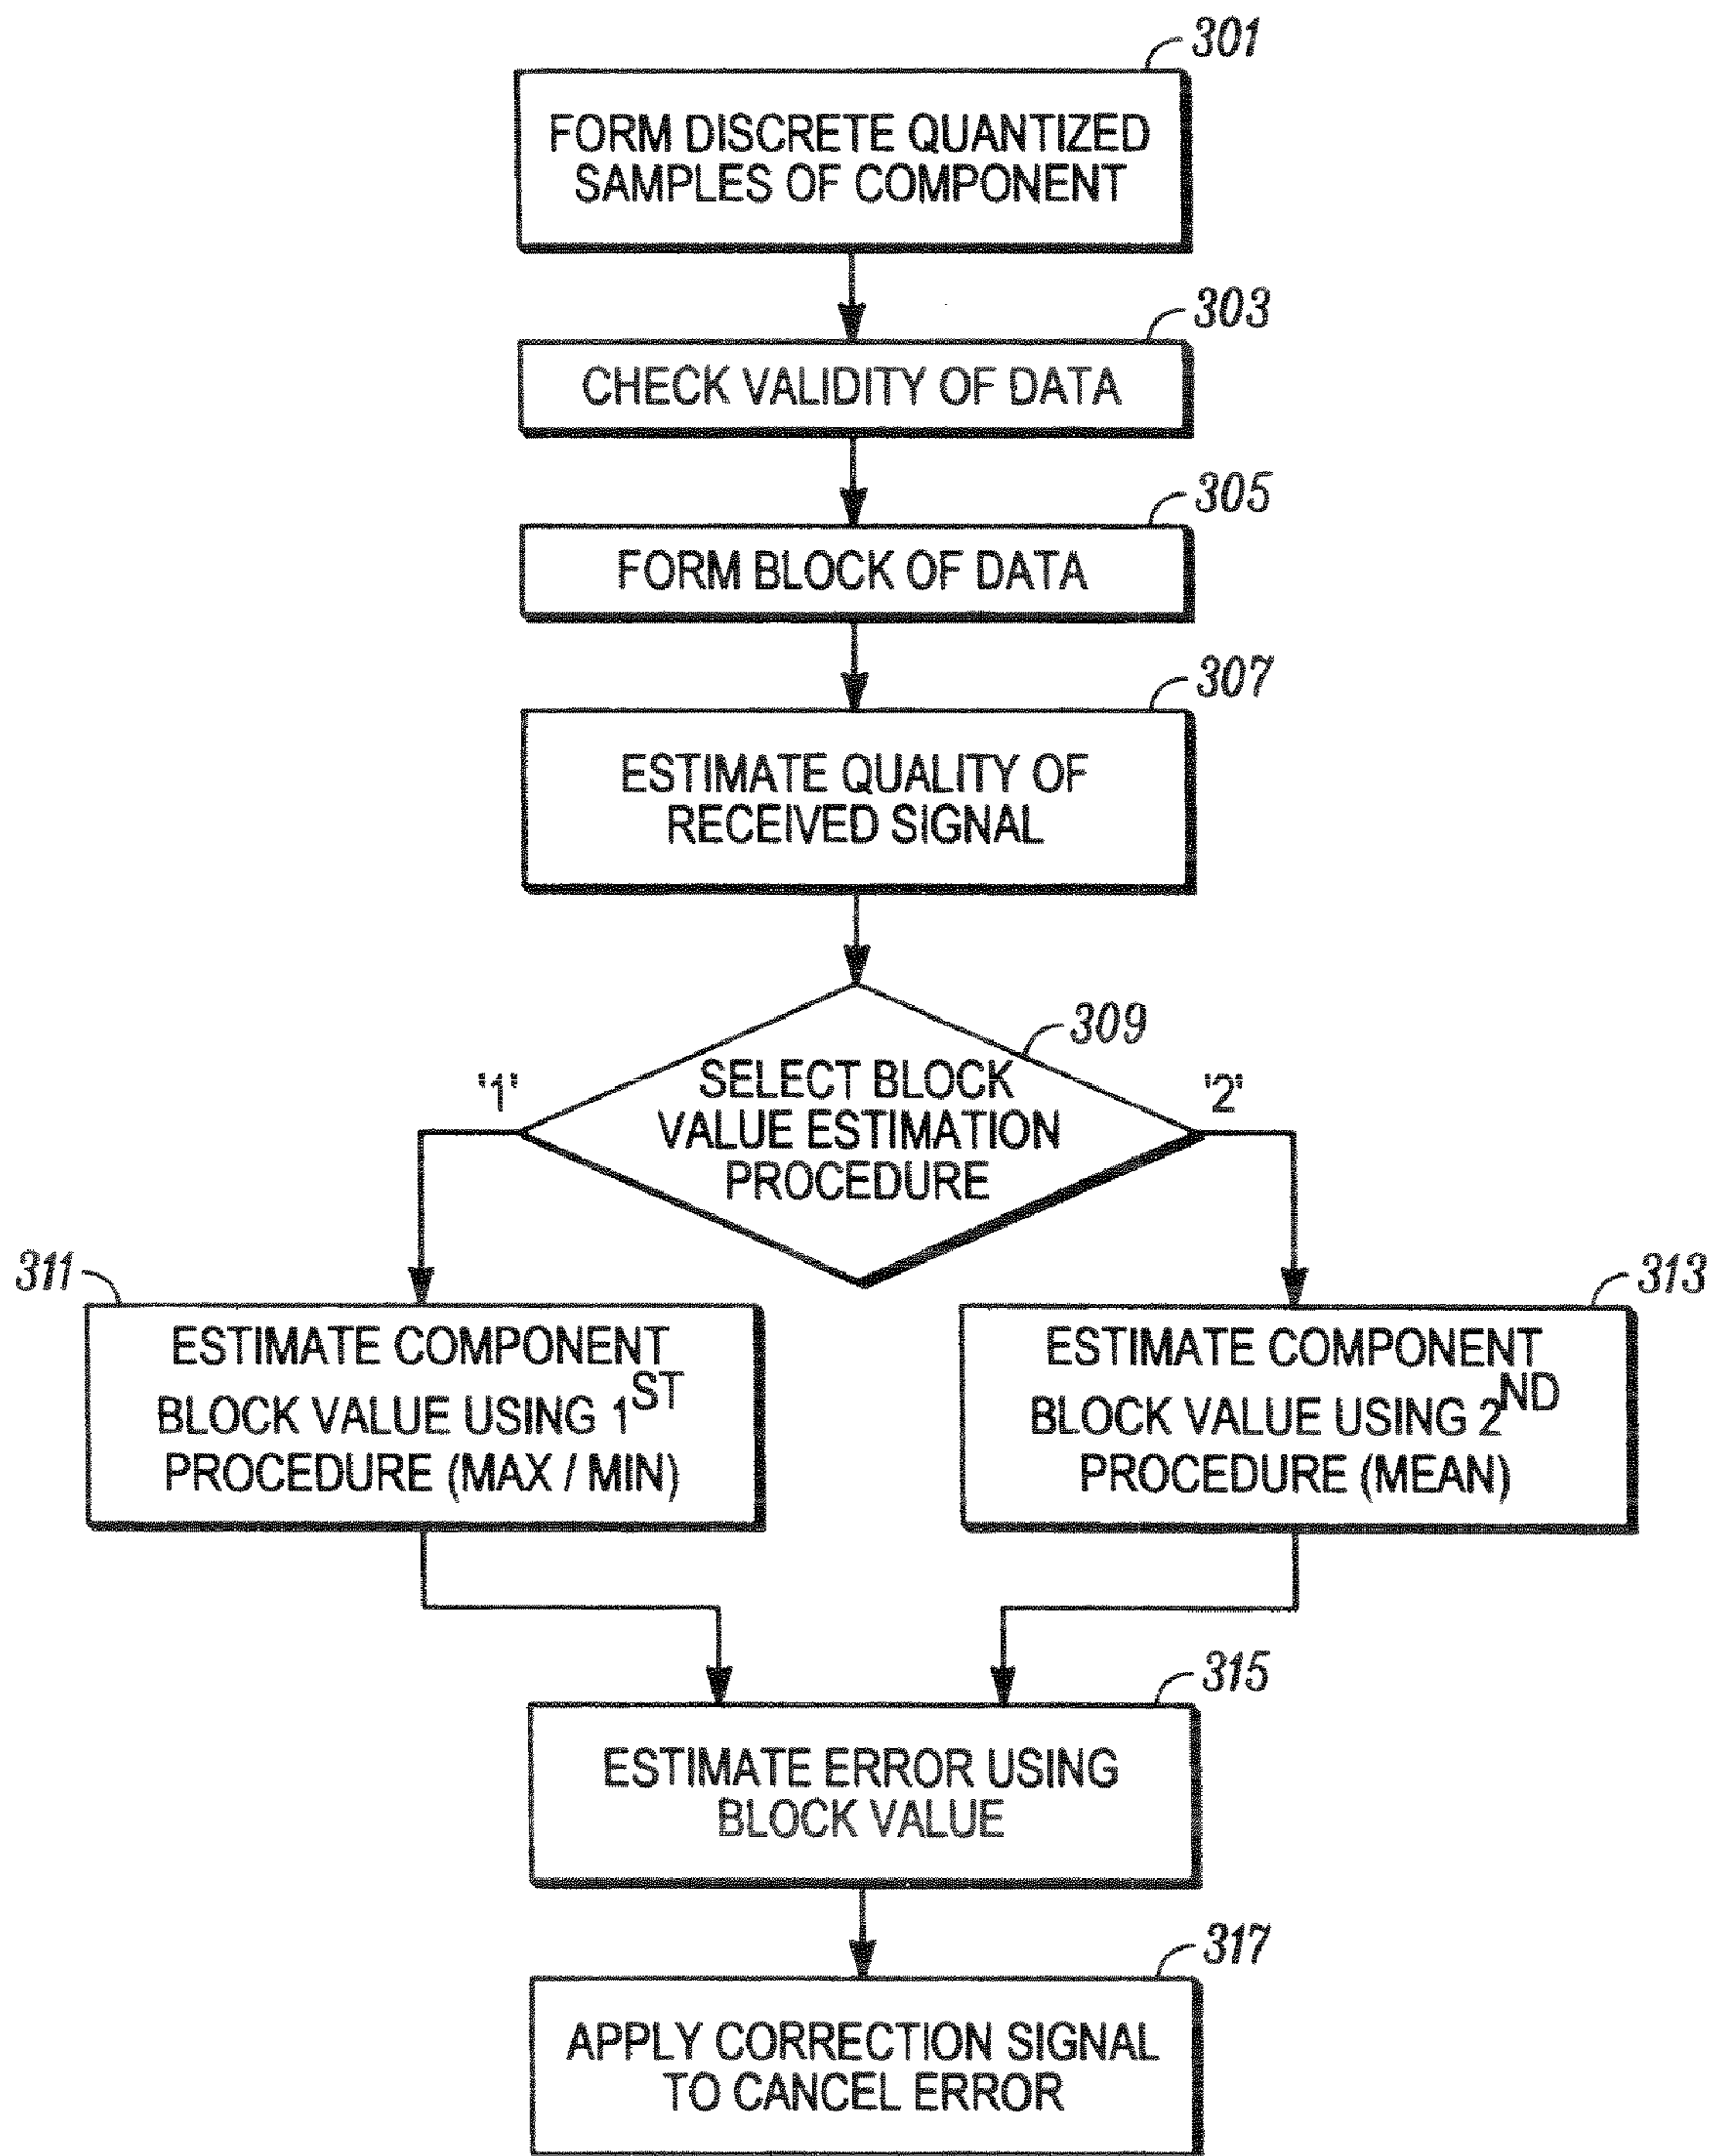 301
FORM DISCRETE QUANTIZED
SAMPLES OF COMPONENT
303
CHECK VALIDITY OF DATA
305
FORM BLOCK OF DATA
307
ESTIMATE QUALITY OF
RECEIVED SIGNAL
309
SELECT BLOCK
VALUE ESTIMATION
PROCEDURE
'1'
'2'
311
ESTIMATE COMPONENT
BLOCK VALUE USING 1ST
PROCEDURE (MAX / MIN)
313
ESTIMATE COMPONENT
BLOCK VALUE USING 2ND
PROCEDURE (MEAN)
315
ESTIMATE ERROR USING
BLOCK VALUE
317
APPLY CORRECTION SIGNAL
TO CANCEL ERROR